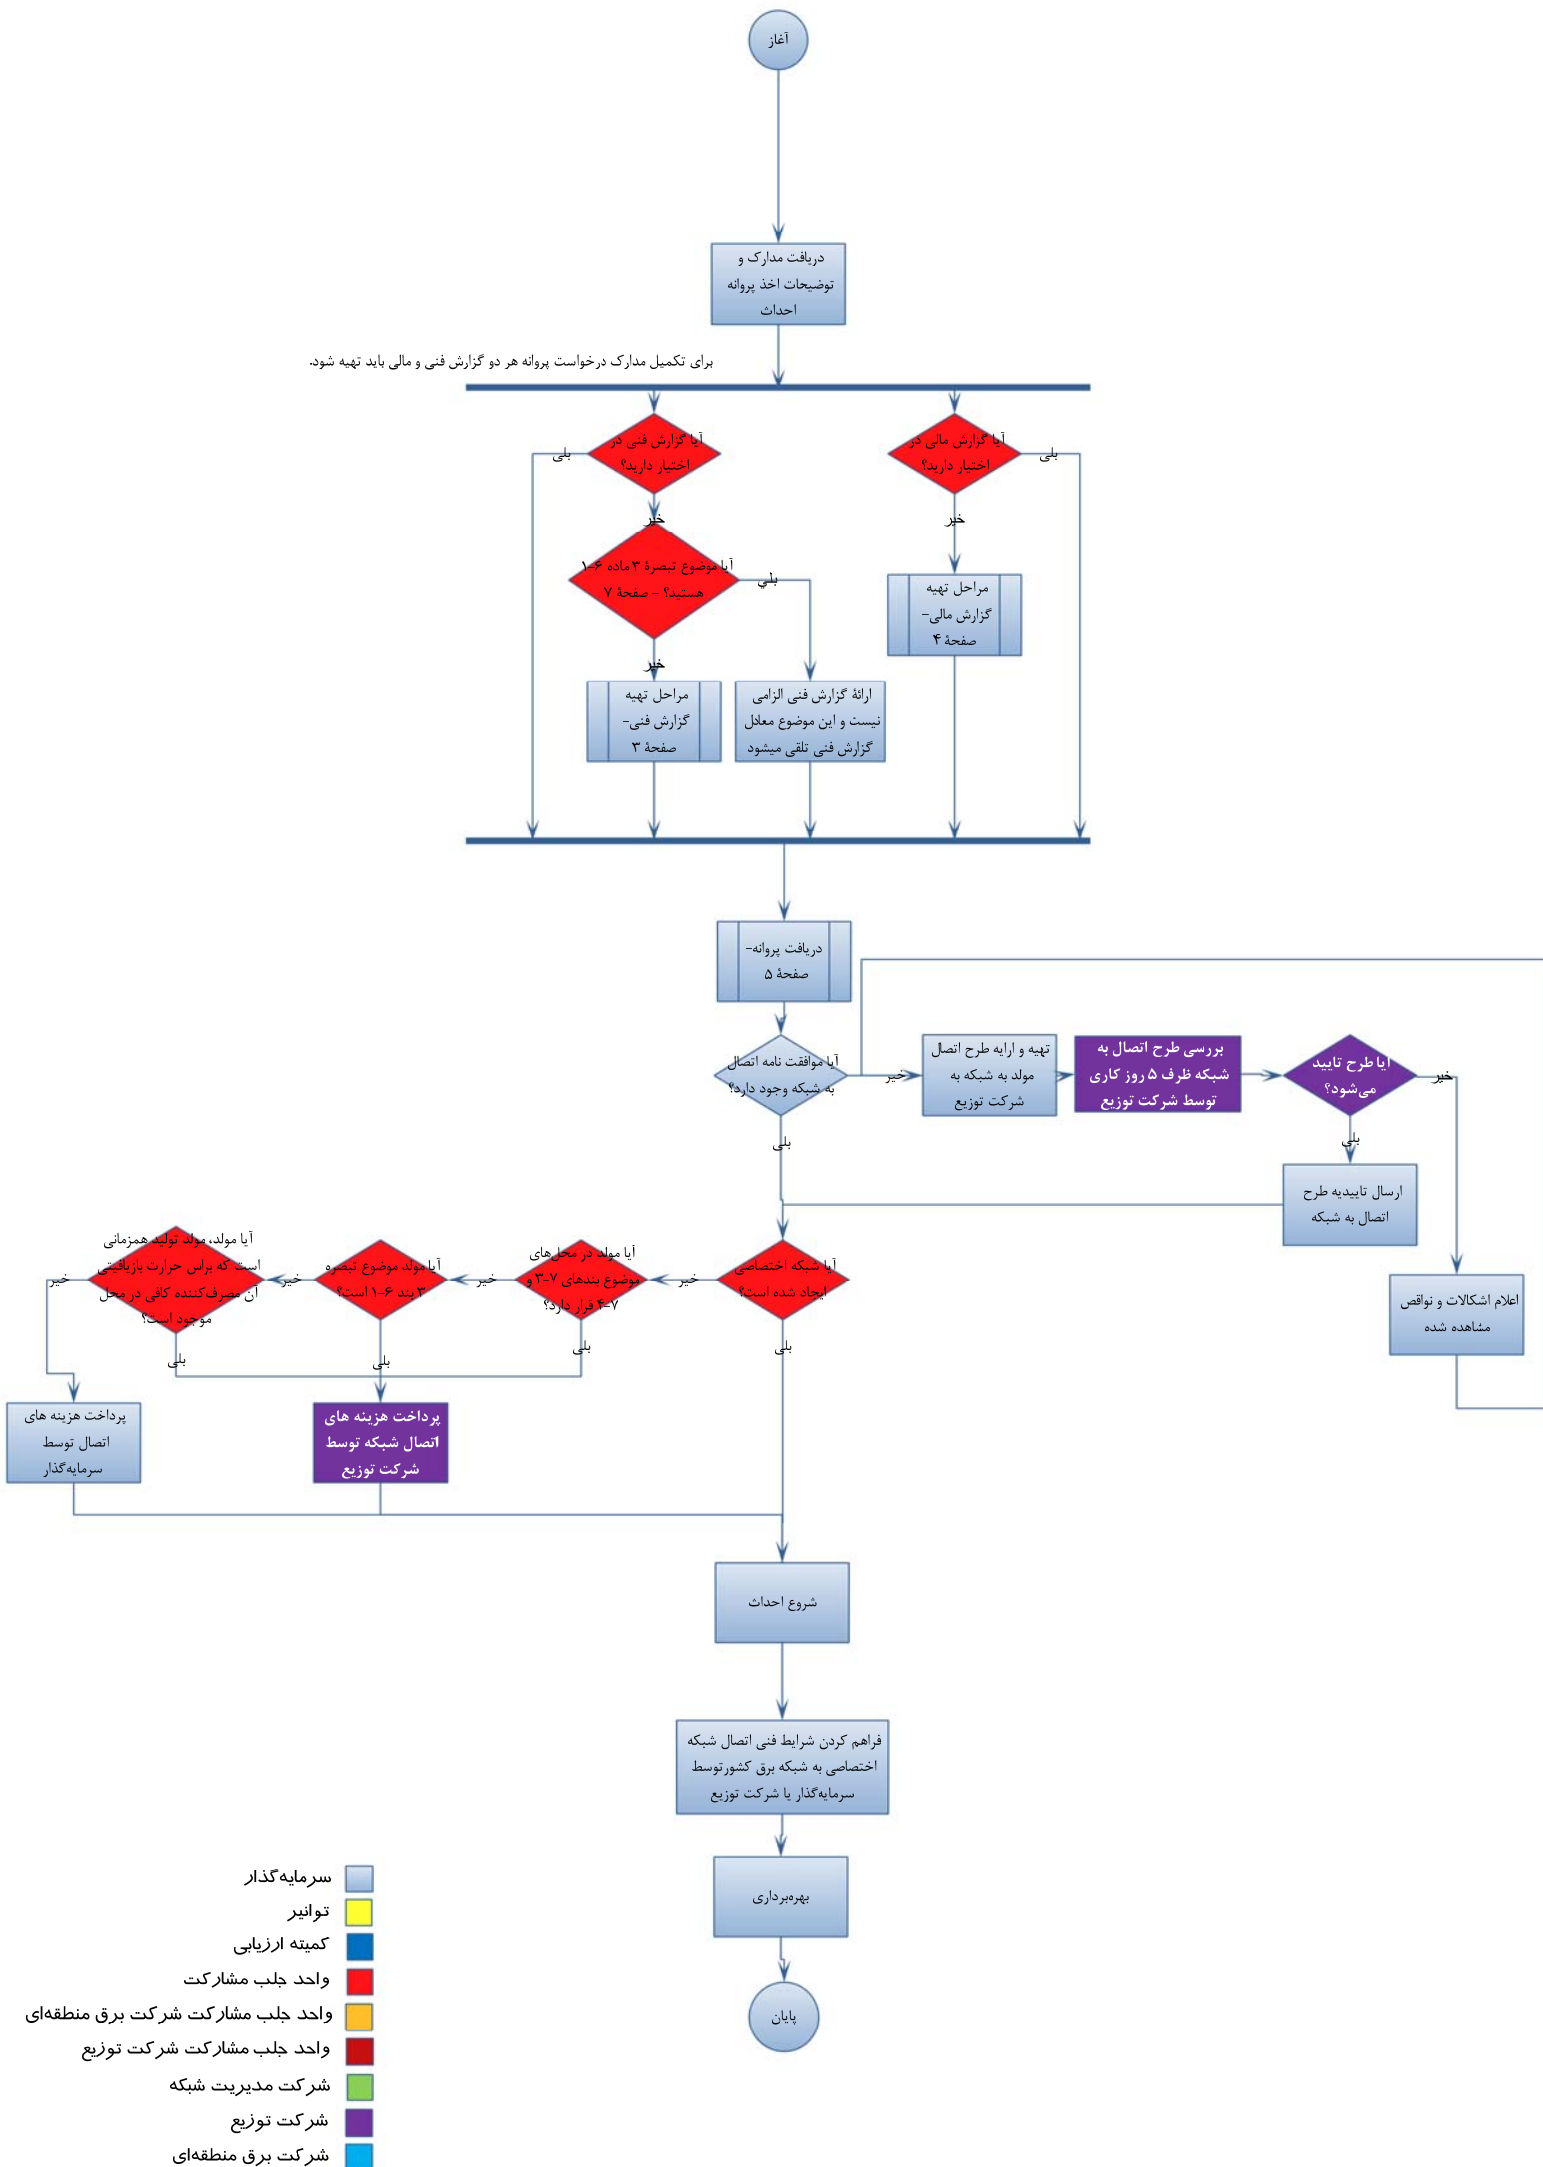 آغاز
دریافت مدارک و
توضیحات اخذ پروانه
احداث
برای تکمیل مدارک درخواست پروانه هر دو گزارش فنی و مالی باید تهیه شود.
آیا گزارش مالی در
اختیار دارید؟
بلی
خیر
مراحل تهیه
گزارش مالی-
صفحهٔ ۴
آیا گزارش فنی در
اختیار دارید؟
بلی
خیر
آیا موضوع تبصرهٔ ۳ ماده ۶-۱
هستید؟ - صفحهٔ ۷
بلي
خیر
ارائهٔ گزارش فنی الزامی
نیست و این موضوع معادل
گزارش فنی تلقی میشود
مراحل تهیه
گزارش فنی-
صفحهٔ ۳
دریافت پروانه-
صفحهٔ ۵
آیا موافقت نامه اتصال
به شبکه وجود دارد؟
خیر
بلی
تهیه و ارایه طرح اتصال
مولد به شبکه به
شرکت توزیع
بررسی طرح اتصال به
شبکه ظرف ۵ روز کاری
توسط شرکت توزیع
آیا طرح تایید
می‌شود؟
خیر
بلی
ارسال تاییدیه طرح
اتصال به شبکه
اعلام اشکالات و نواقص
مشاهده شده
آیا شبکه اختصاصی
ایجاد شده است؟
خیر
بلی
آیا مولد در محل‌های
موضوع بندهای ۷-۳ و
۷-۴ قرار دارد؟
خیر
بلی
آیا مولد موضوع تبصره
۳ بند ۶-۱ است؟
خیر
بلی
آیا مولد، مولد تولید همزمانی
است که براس حرارت بازیافیتی
آن مصرف‌کننده کافی در محل
موجود است؟
خیر
بلی
پرداخت هزینه های
اتصال شبکه توسط
شرکت توزیع
پرداخت هزینه های
اتصال توسط
سرمایه‌گذار
شروع احداث
فراهم کردن شرایط فنی اتصال شبکه
اختصاصی به شبکه برق کشورتوسط
سرمایه‌گذار یا شرکت توزیع
بهره‌برداری
پایان
سرمایه‌گذار
توانیر
کمیته ارزیابی
واحد جلب مشارکت
واحد جلب مشارکت شرکت برق منطقه‌ای
واحد جلب مشارکت شرکت توزیع
شرکت مدیریت شبکه
شرکت توزیع
شرکت برق منطقه‌ای